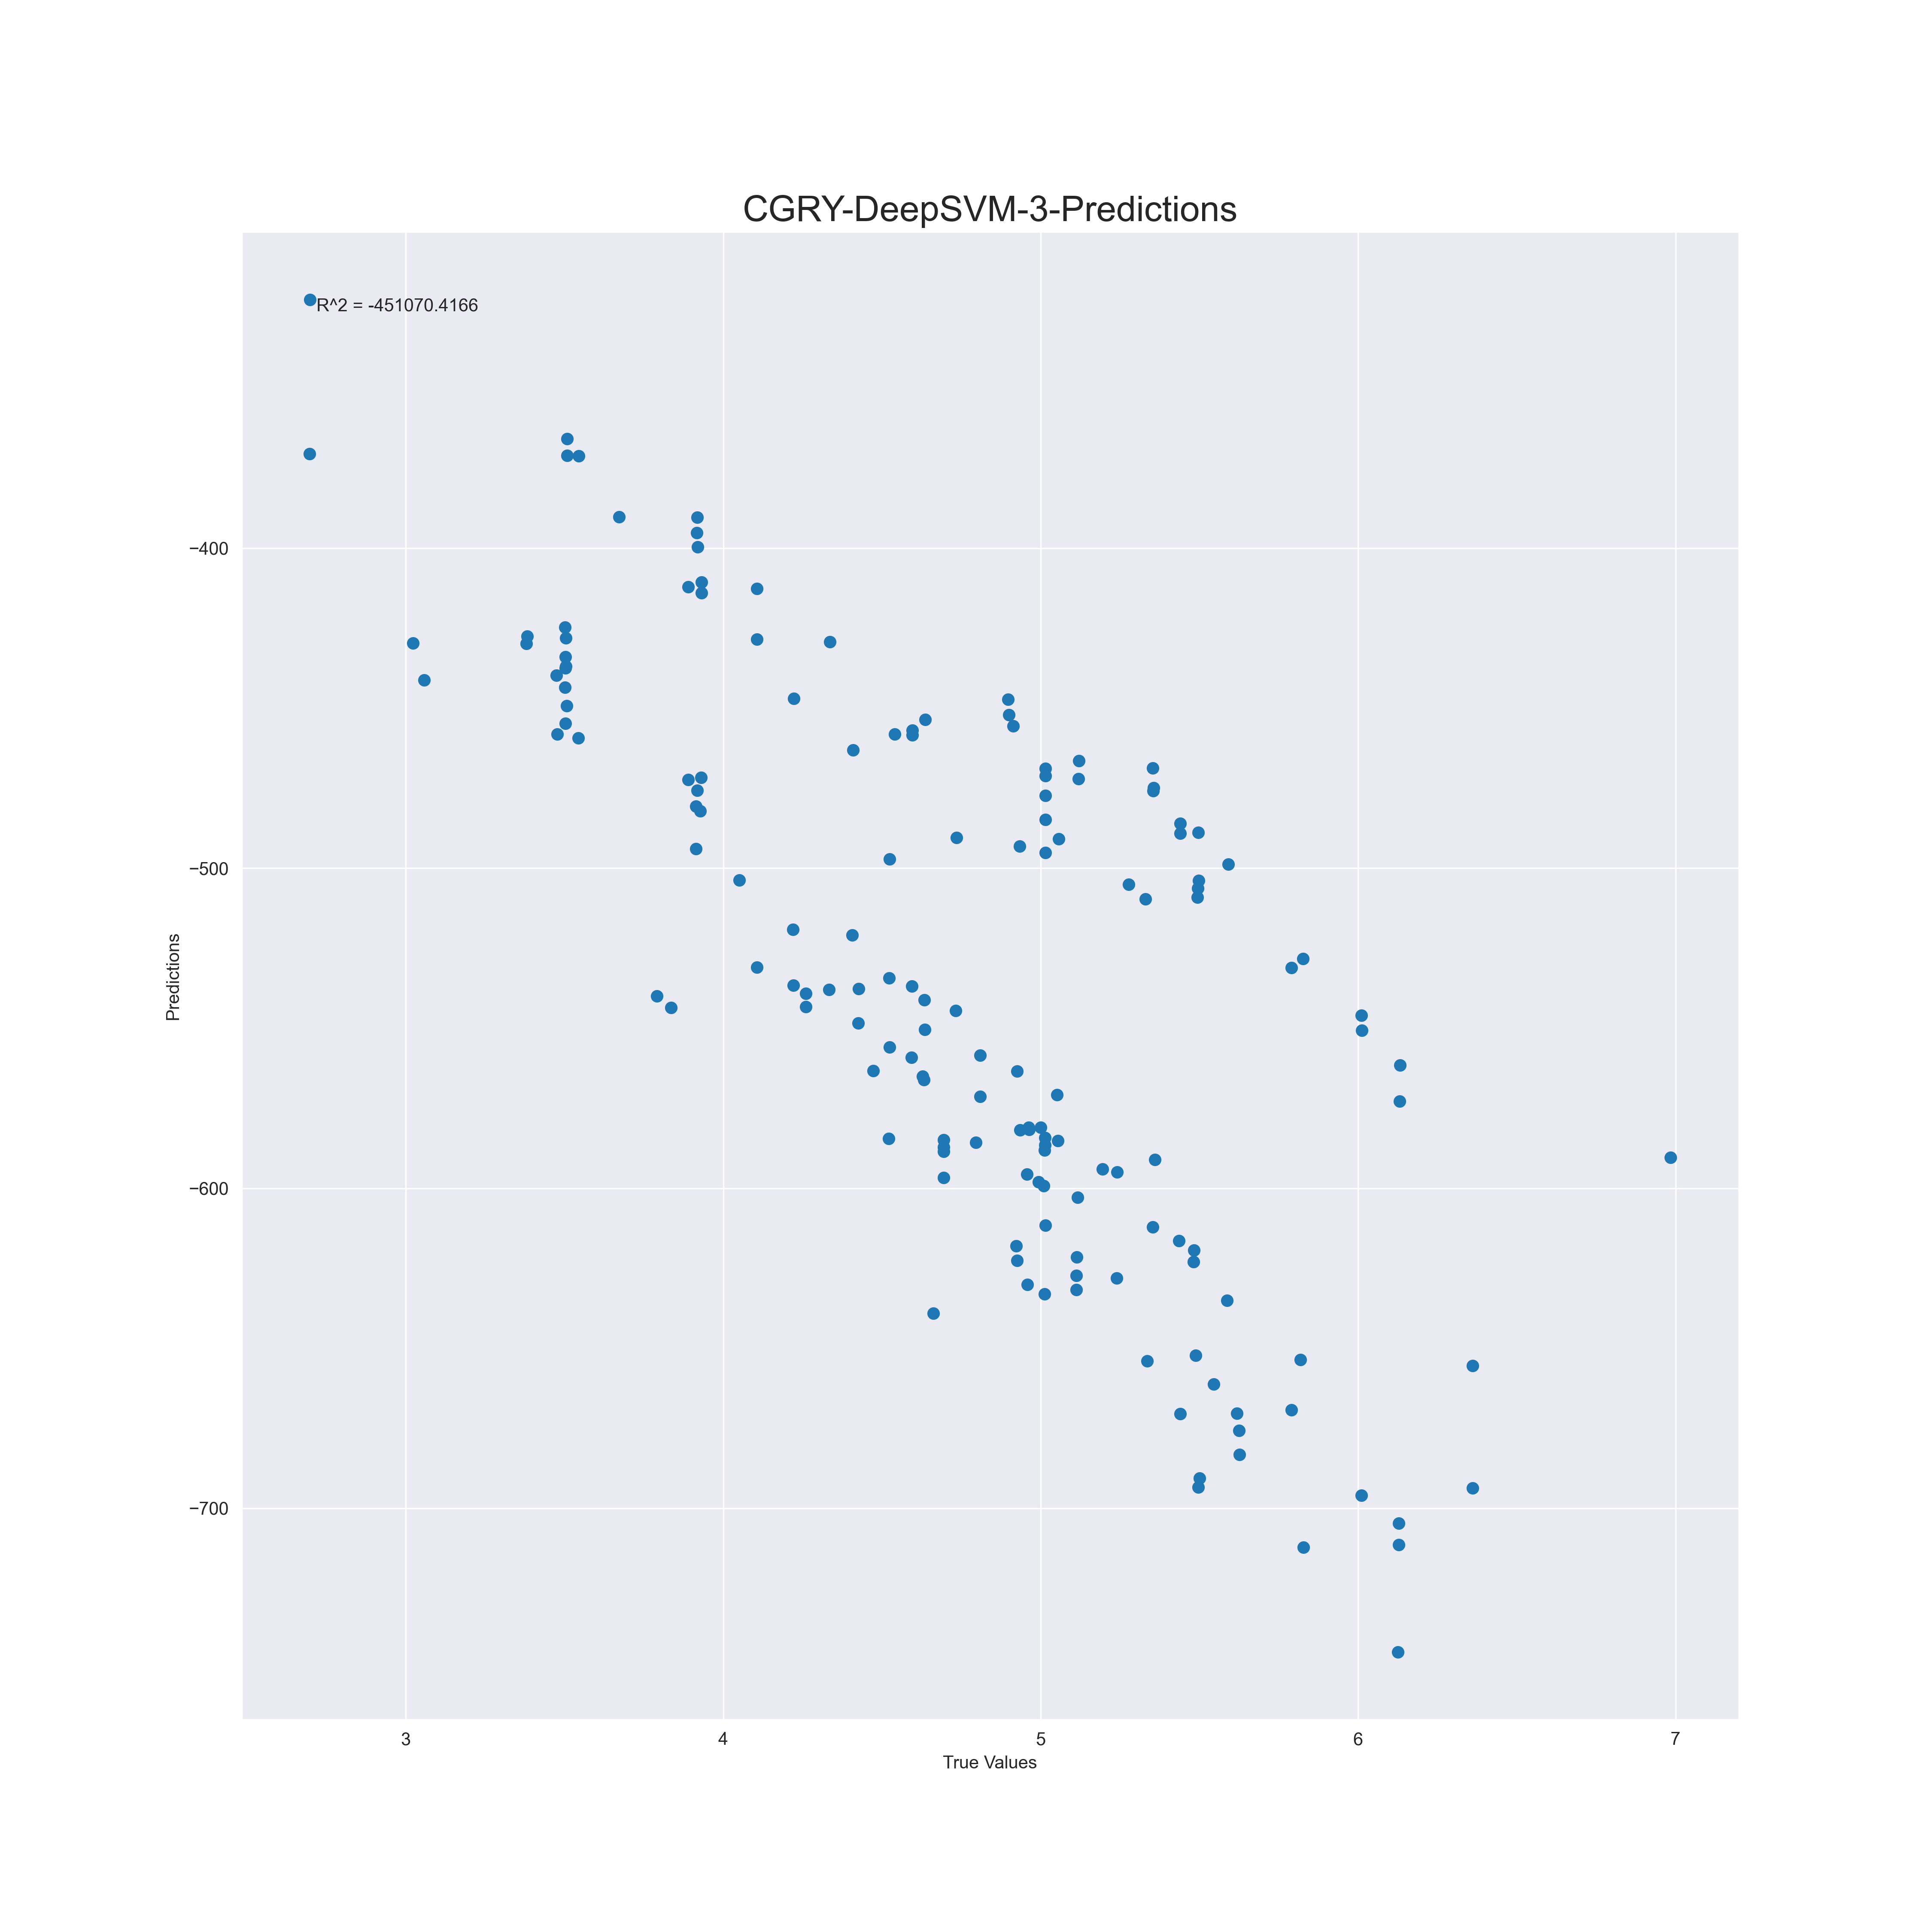 CGRY-DeepSVM-3-Predictions
R^2 = -451070.4166
Predictions
−400
−500
−600
−700
3 4 5 6 7
True Values